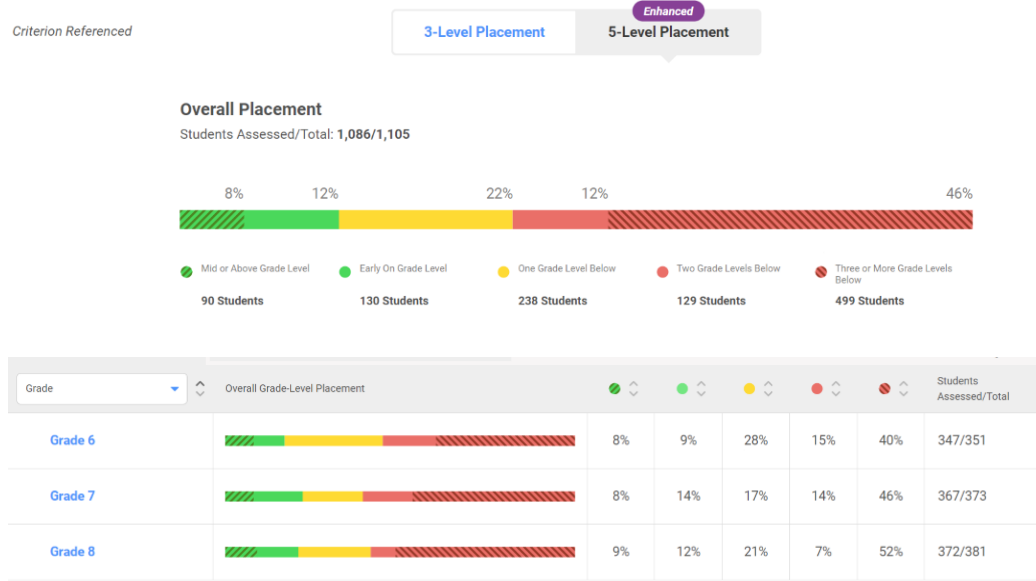 Enhanced
Criterion Referenced
3-Level Placement
5-Level Placement
Overall Placement
Students Assessed/Total: 1,086/1,105
8% 12% 22% 12% 46%
Mid or Above Grade Level
90 Students
Early On Grade Level
130 Students
One Grade Level Below
238 Students
Two Grade Levels Below
129 Students
Three or More Grade Levels
Below
499 Students
Grade
Overall Grade-Level Placement
Students
Assessed/Total
Grade 6 8% 9% 28% 15% 40% 347/351
Grade 7 8% 14% 17% 14% 46% 367/373
Grade 8 9% 12% 21% 7% 52% 372/381